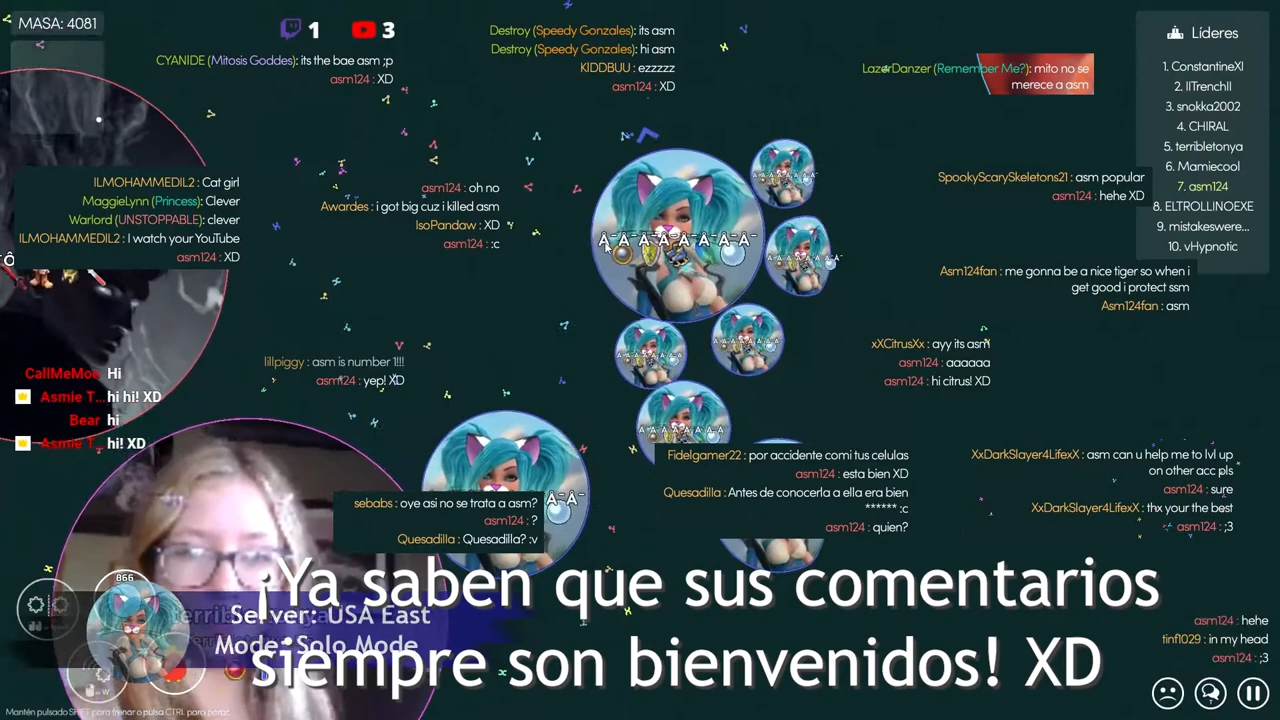 MASA: 4081
1
3
CYANIDE (Mitosis Goddes): its the bae asm ;p
asm124: XD
Destroy (Speedy Gonzales): its asm
Destroy (Speedy Gonzales): hi asm
KIDDBUU : ezzzzz
asm124: XD
LazerDanzer (Remember Me?): mito no se
merece a asm
Líderes
1. ConstantineXI
2. IITrenchII
3. snokka2002
4. CHIRAL
5. terribletonya
6. Mamiecool
7. asm124
8. ELTROLLINOEXE
9. mistakeswere...
10. vHypnotic
ILMOHAMMEDIL2 : Cat girl
MaggieLynn (Princess): Clever
Warlord (UNSTOPPABLE): clever
ILMOHAMMEDIL2 : I watch your YouTube
asm124: XD
asm124: oh no
Awardes : i got big cuz i killed asm
IsoPandaw : XD
asm124: :c
SpookyScarySkeletons21 : asm popular
asm124: hehe XD
Asm124fan : me gonna be a nice tiger so when i
get good i protect ssm
Asm124fan : asm
lillpiggy : asm is number 1!!!
asm124: yep! XD
xXCitrusXx : ayy its asm
asm124: aaaaaa
asm124: hi citrus! XD
CallMeMoe Hi
Asmie T... hi hi! XD
Bear hi
Asmie T... hi! XD
Fidelgamer22 : por accidente comi tus celulas
asm124: esta bien XD
Quesadilla : Antes de conocerla a ella era bien
****** :c
asm124: quien?
XxDarkSlayer4LifexX : asm can u help me to lvl up
on other acc pls
asm124: sure
XxDarkSlayer4LifexX : thx your the best
asm124: ;3
sebabs : oye asi no se trata a asm?
asm124: ?
Quesadilla : Quesadilla? :v
866
Server: USA East
Mode: Solo Mode
¡Ya saben que sus comentarios
siempre son bienvenidos! XD
asm124: hehe
tinf1029 : in my head
asm124: ;3
W
Mantén pulsado SHIFT para frenar o pulsa CTRL para parar.